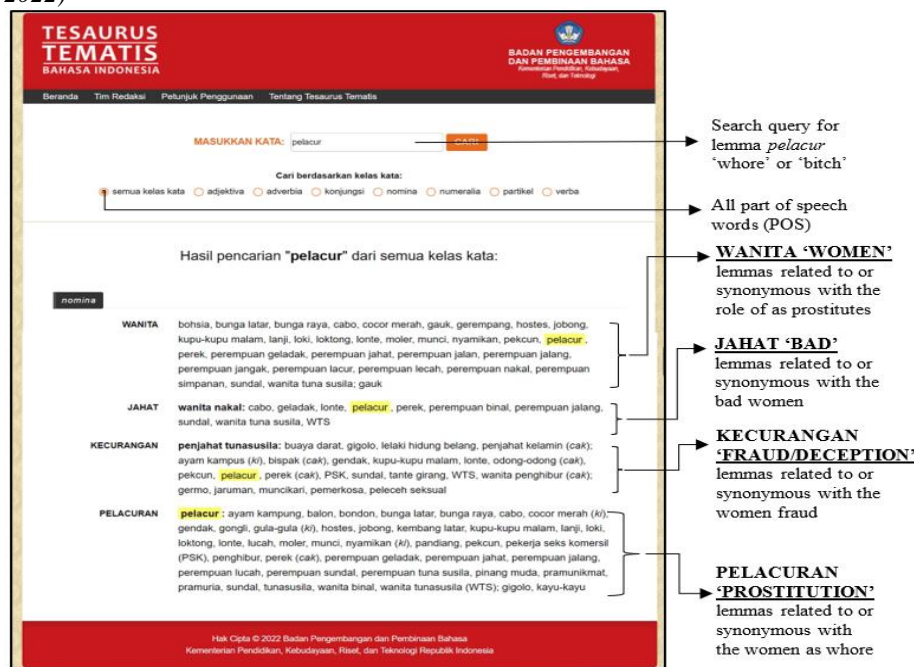 2022)
TESAURUS
TEMATIS
BAHASA INDONESIA
BADAN PENGEMBANGAN
DAN PEMBINAAN BAHASA
Kementerian Pendidikan, Kebudayaan,
Riset, dan Teknologi
Beranda Tim Redaksi Petunjuk Penggunaan Tentang Tesaurus Tematis
MASUKKAN KATA: pelacur CARI
Cari berdasarkan kelas kata:
semua kelas kata adjektiva adverbia konjungsi nomina numeralia partikel verba
Hasil pencarian "pelacur" dari semua kelas kata:
nomina
WANITA bohsia, bunga latar, bunga raya, cabo, cocor merah, gauk, gerempang, hostes, jobong,
kupu-kupu malam, lanji, loki, loktong, lonte, moler, munci, nyamikan, pekcun, pelacur,
perek, perempuan geladak, perempuan jahat, perempuan jalan, perempuan jalang,
perempuan jangak, perempuan lacur, perempuan lecah, perempuan nakal, perempuan
simpanan, sundal, wanita tuna susila; gauk
JAHAT wanita nakal: cabo, geladak, lonte, pelacur, perek, perempuan binal, perempuan jalang,
sundal, wanita tuna susila, WTS
KECURANGAN penjahat tunasusila: buaya darat, gigolo, lelaki hidung belang, penjahat kelamin (cak);
ayam kampus (ki), bispak (cak), gendak, kupu-kupu malam, lonte, odong-odong (cak),
pekcun, pelacur, perek (cak), PSK, sundal, tante girang, WTS, wanita penghibur (cak);
germo, jaruman, muncikari, pemerkosa, peleceh seksual
PELACURAN pelacur: ayam kampung, balon, bondon, bunga latar, bunga raya, cabo, cocor merah (ki),
gendak, gongli, gula-gula (ki), hostes, jobong, kembang latar, kupu-kupu malam, lanji, loki,
loktong, lonte, lucah, moler, munci, nyamikan (ki), pandiang, pekcun, pekerja seks komersil
(PSK), penghibur, perek (cak), perempuan geladak, perempuan jahat, perempuan jalang,
perempuan lucah, perempuan sundal, perempuan tuna susila, pinang muda, pramunikmat,
pramuria, sundal, tunasusila, wanita binal, wanita tunasusila (WTS); gigolo, kayu-kayu
Hak Cipta © 2022 Badan Pengembangan dan Pembinaan Bahasa
Kementerian Pendidikan, Kebudayaan, Riset, dan Teknologi Republik Indonesia
Search query for
lemma pelacur
‘whore’ or ‘bitch’
All part of speech
words (POS)
WANITA ‘WOMEN’
lemmas related to or
synonymous with the
role of as prostitutes
JAHAT ‘BAD’
lemmas related to or
synonymous with the
bad women
KECURANGAN
‘FRAUD/DECEPTION’
lemmas related to or
synonymous with the
women fraud
PELACURAN
‘PROSTITUTION’
lemmas related to or
synonymous with
the women as whore